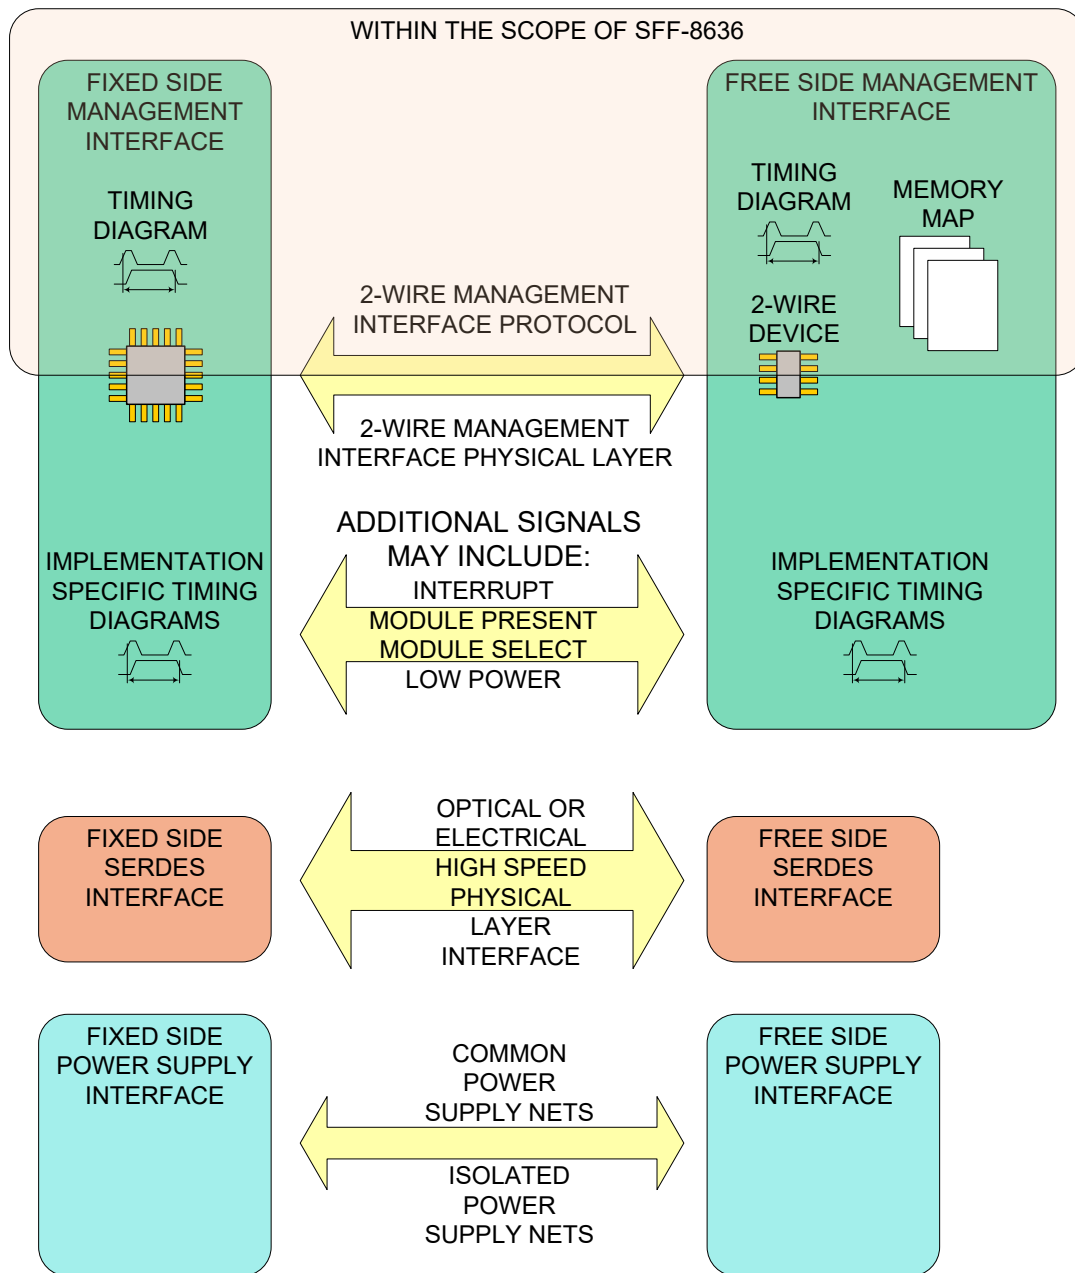 WITHIN THE SCOPE OF SFF-8636
FIXED SIDE
MANAGEMENT
INTERFACE
TIMING
DIAGRAM
FREE SIDE MANAGEMENT
INTERFACE
TIMING
DIAGRAM
MEMORY
MAP
2-WIRE
DEVICE
2-WIRE MANAGEMENT
INTERFACE PROTOCOL
2-WIRE MANAGEMENT
INTERFACE PHYSICAL LAYER
IMPLEMENTATION
SPECIFIC TIMING
DIAGRAMS
ADDITIONAL SIGNALS
MAY INCLUDE:
INTERRUPT
MODULE PRESENT
MODULE SELECT
LOW POWER
IMPLEMENTATION
SPECIFIC TIMING
DIAGRAMS
FIXED SIDE
SERDES
INTERFACE
OPTICAL OR
ELECTRICAL
HIGH SPEED
PHYSICAL
LAYER
INTERFACE
FREE SIDE
SERDES
INTERFACE
FIXED SIDE
POWER SUPPLY
INTERFACE
COMMON
POWER
SUPPLY NETS
ISOLATED
POWER
SUPPLY NETS
FREE SIDE
POWER SUPPLY
INTERFACE